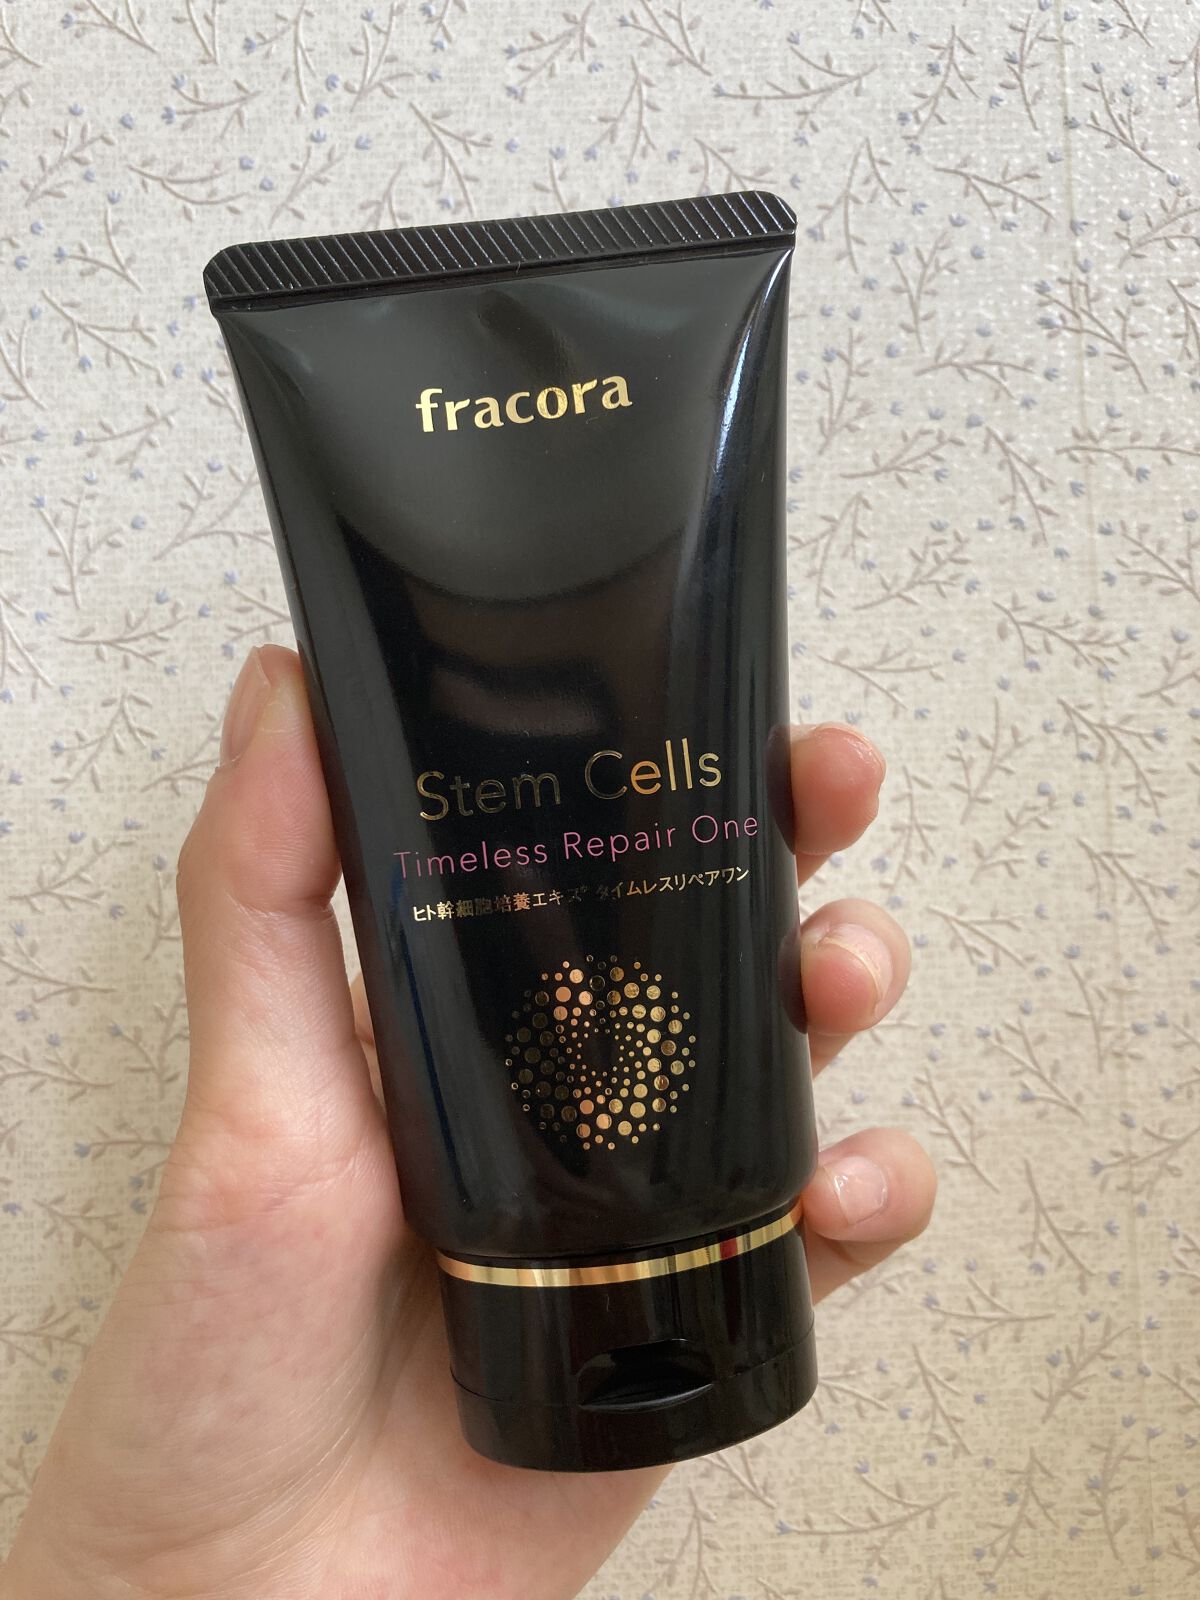 fracora
Stem Cells
Timeless Repair One
ヒト幹細胞培養エキス タイムレスリペアワン